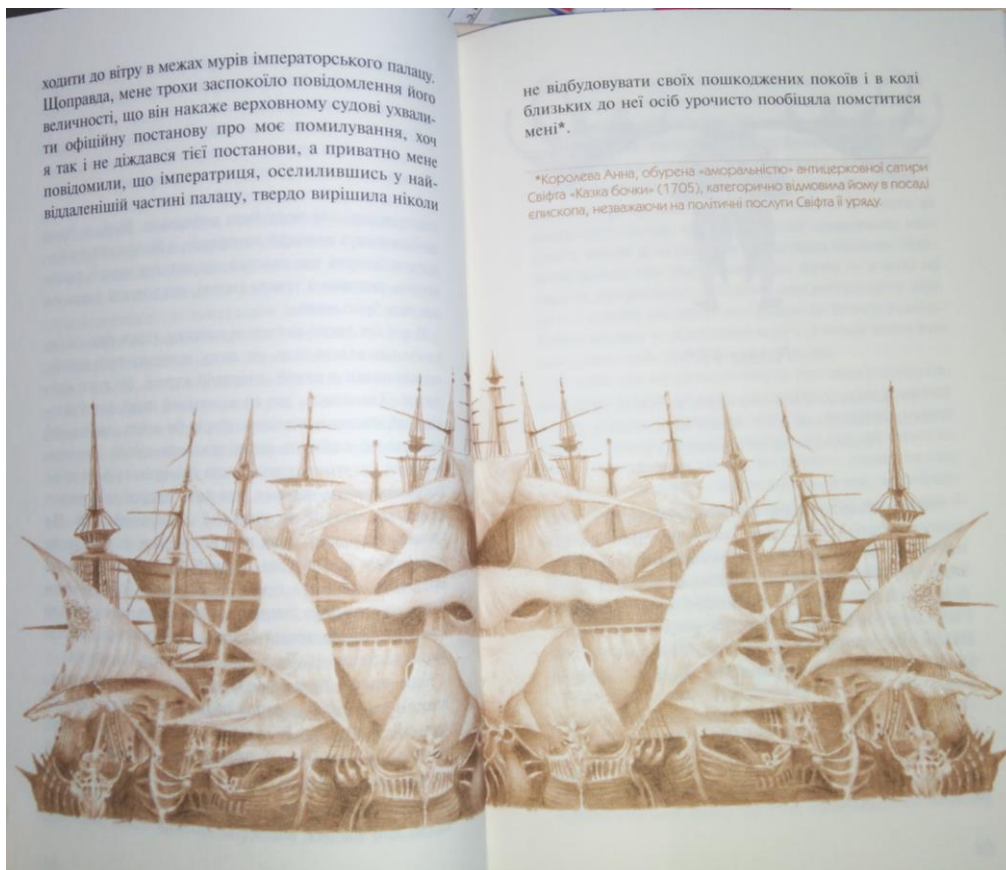 ходити до вітру в межах мурів імператорського палацу.
Щоправда, мене трохи заспокоїло повідомлення його
величності, що він накаже верховному судові ухвали-
ти офіційну постанову про моє помилування, хоч
я так і не діждався тієї постанови, а приватно мене
повідомили, що імператриця, оселилившись у най-
віддаленішій частині палацу, твердо вирішила ніколи
не відбудовувати своїх пошкоджених покоїв і в колі
близьких до неї осіб урочисто пообіцяла помститися
мені*.
*Королева Анна, обурена «аморальністю» антицерковної сатири
Свіфта «Казка бочки» (1705), категорично відмовила йому в посаді
єпископа, незважаючи на політичні послуги Свіфта її уряду.